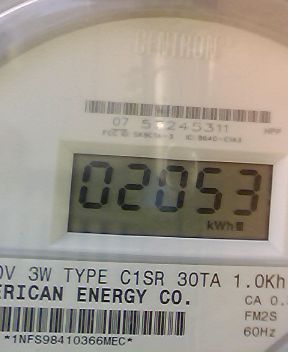 CENTRON
07 55245311 NPP
02053
kWh
0V 3W TYPE C1SR 30TA 1.0Kh
ERICAN ENERGY CO. CA 0.
FM2S
*1NFS98410366MEC* 60Hz